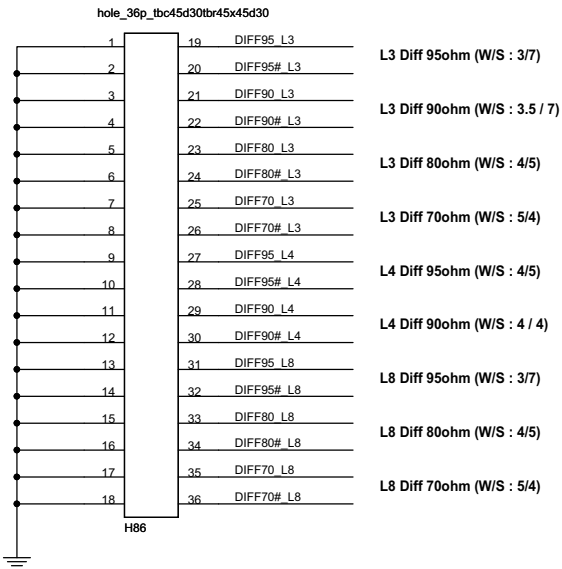 hole_36p_tbc45d30tbr45x45d30
1 19 DIFF95_L3
L3 Diff 95ohm (W/S : 3/7)
2 20 DIFF95#_L3
3 21 DIFF90_L3
L3 Diff 90ohm (W/S : 3.5 / 7)
4 22 DIFF90#_L3
5 23 DIFF80_L3
L3 Diff 80ohm (W/S : 4/5)
6 24 DIFF80#_L3
7 25 DIFF70_L3
L3 Diff 70ohm (W/S : 5/4)
8 26 DIFF70#_L3
9 27 DIFF95_L4
L4 Diff 95ohm (W/S : 4/5)
10 28 DIFF95#_L4
11 29 DIFF90_L4
L4 Diff 90ohm (W/S : 4 / 4)
12 30 DIFF90#_L4
13 31 DIFF95_L8
L8 Diff 95ohm (W/S : 3/7)
14 32 DIFF95#_L8
15 33 DIFF80_L8
L8 Diff 80ohm (W/S : 4/5)
16 34 DIFF80#_L8
17 35 DIFF70_L8
L8 Diff 70ohm (W/S : 5/4)
18 36 DIFF70#_L8
H86